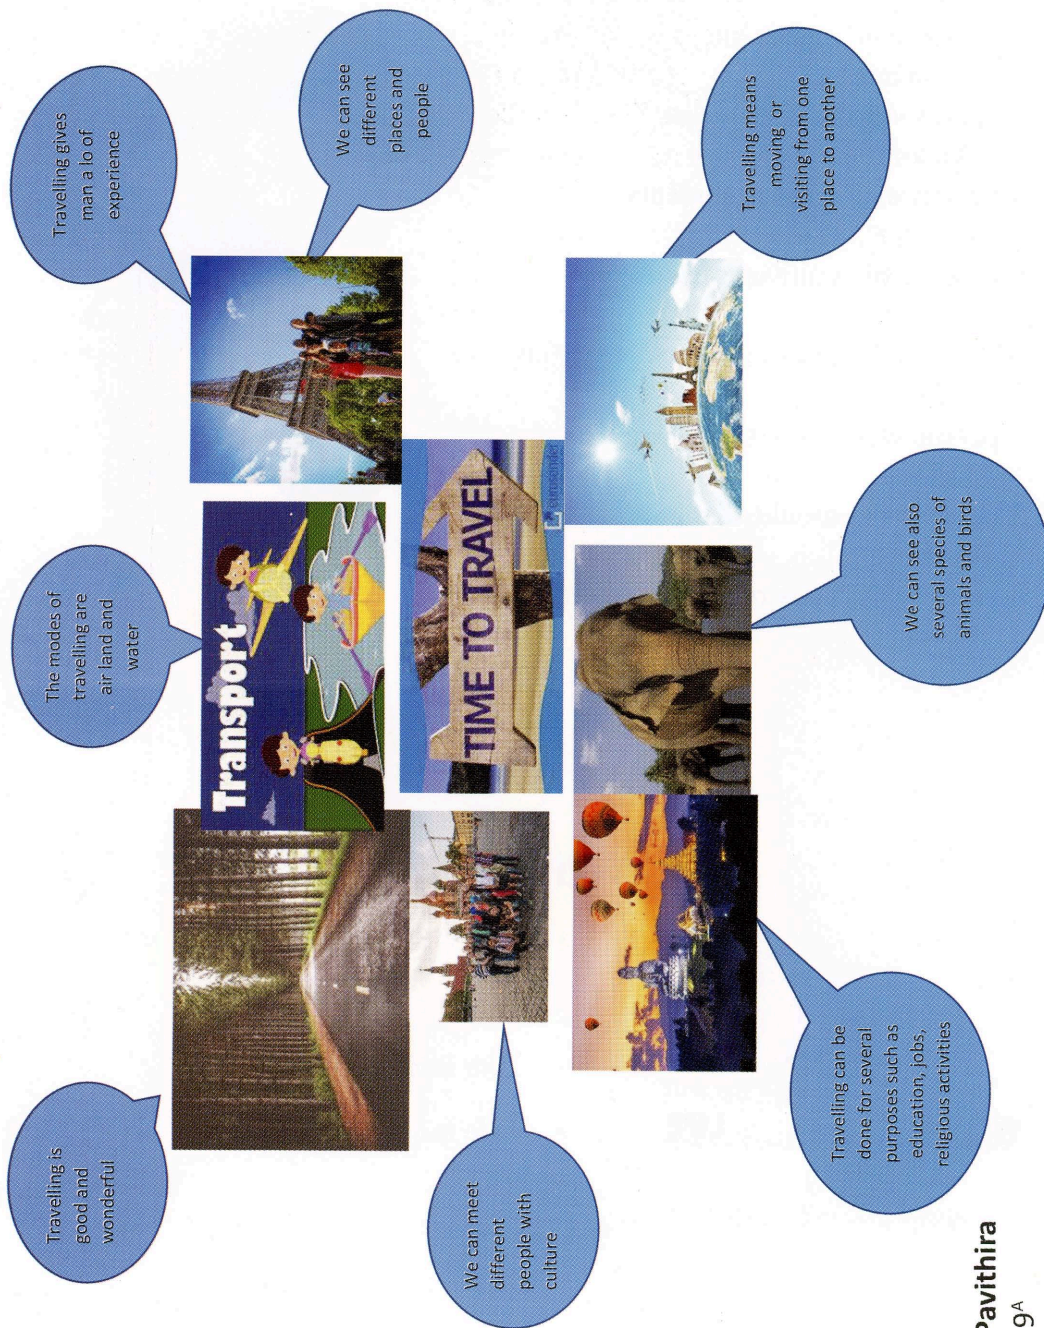 Travelling is
good and
wonderful
The modes of
travelling are
air land and
water
Travelling gives
man a lo of
experience
Transport
We can see
different
places and
people
We can meet
different
people with
culture
TIME TO TRAVEL
eurosender
Travelling can be
done for several
purposes such as
education, jobs,
religious activities
We can see also
several species of
animals and birds
Travelling means
moving or
visiting from one
place to another
Pavithira
9A